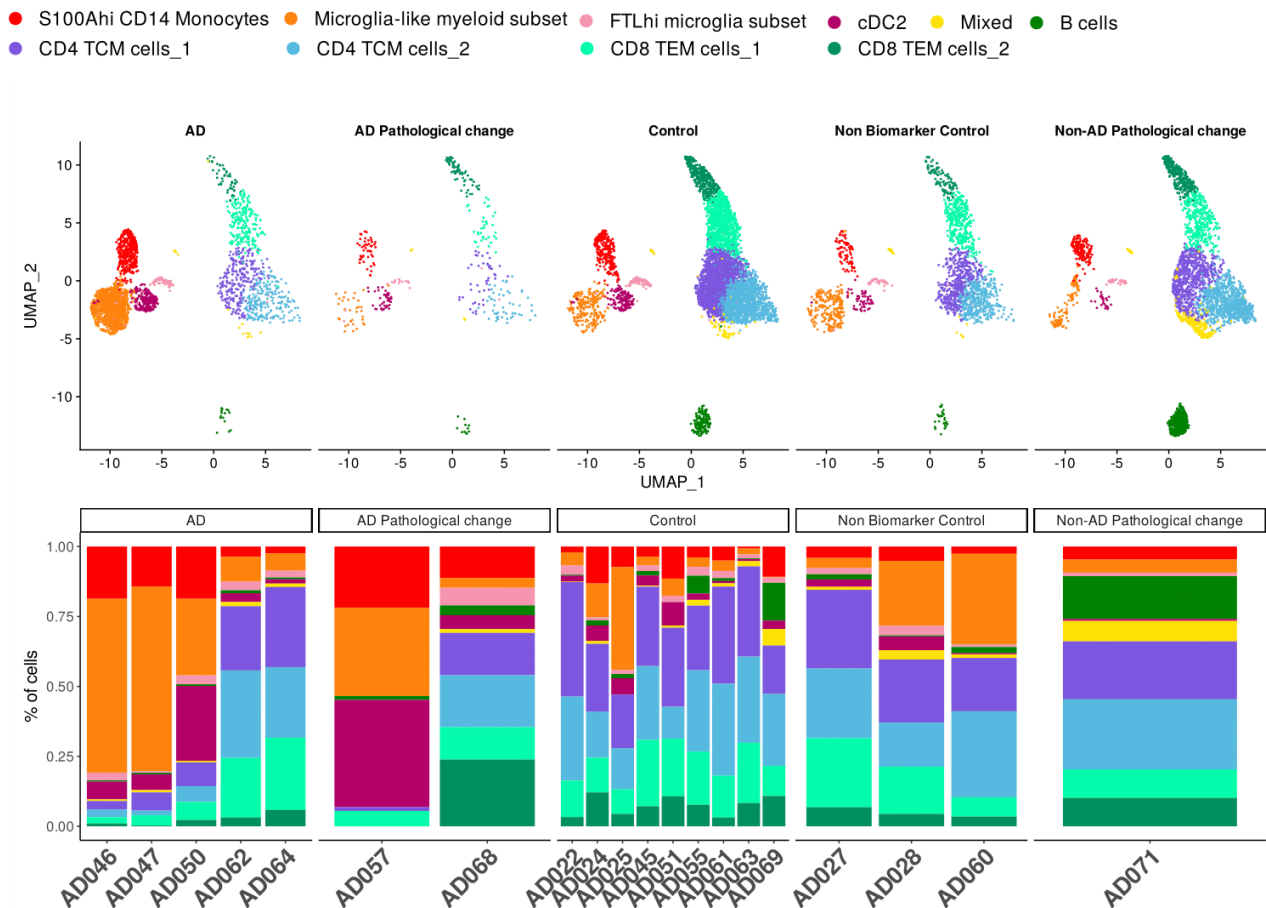 S100Ahi CD14 Monocytes Microglia-like myeloid subset FTLhi microglia subset cDC2 Mixed B cells
CD4 TCM cells_1 CD4 TCM cells_2 CD8 TEM cells_1 CD8 TEM cells_2
AD AD Pathological change Control Non Biomarker Control Non-AD Pathological change
10
5
0
-5
-10
UMAP_2
-10 -5 0 5 -10 -5 0 5 -10 -5 0 5 -10 -5 0 5 -10 -5 0 5
UMAP_1
AD AD Pathological change Control Non Biomarker Control Non-AD Pathological change
1.00
0.75
0.50
0.25
0.00
% of cells
AD046 AD047 AD050 AD062 AD064 AD057 AD068 AD022 AD024 AD025 AD045 AD051 AD055 AD061 AD063 AD069 AD027 AD028 AD060 AD071